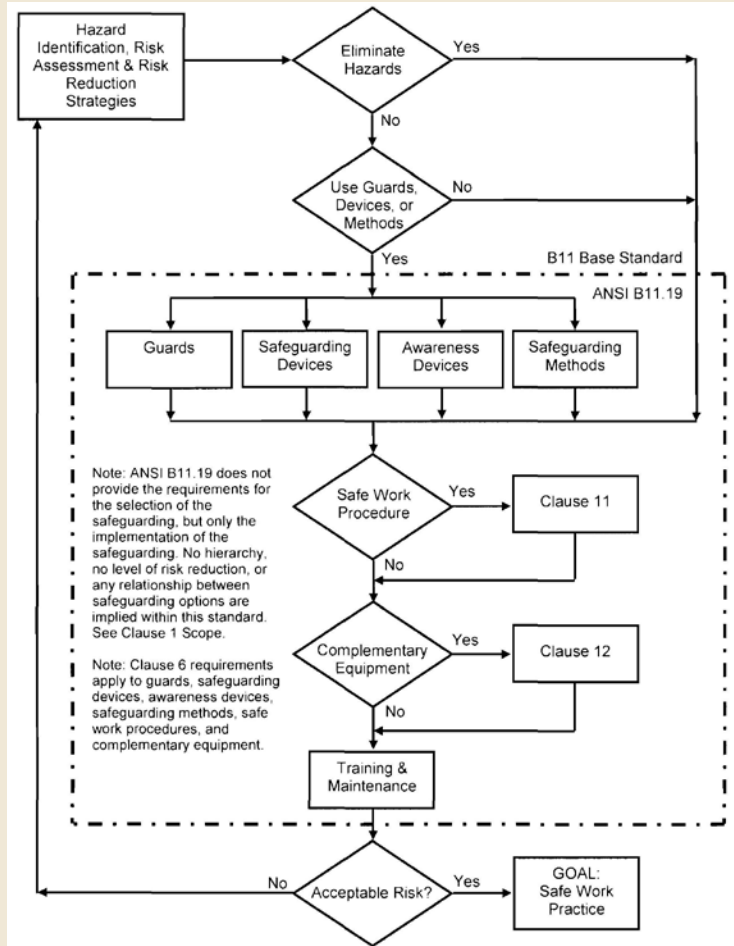 Hazard
Identification, Risk
Assessment & Risk
Reduction
Strategies
Eliminate
Hazards
Yes
No
Use Guards,
Devices, or
Methods
No
Yes
B11 Base Standard
ANSI B11.19
Guards
Safeguarding
Devices
Awareness
Devices
Safeguarding
Methods
Note: ANSI B11.19 does not
provide the requirements for
the selection of the
safeguarding, but only the
implementation of the
safeguarding. No hierarchy,
no level of risk reduction, or
any relationship between
safeguarding options are
implied within this standard.
See Clause 1 Scope.
Note: Clause 6 requirements
apply to guards, safeguarding
devices, awareness devices,
safeguarding methods, safe
work procedures, and
complementary equipment.
Safe Work
Procedure
Yes
Clause 11
No
Complementary
Equipment
Yes
Clause 12
No
Training &
Maintenance
No
Acceptable Risk?
Yes
GOAL:
Safe Work
Practice